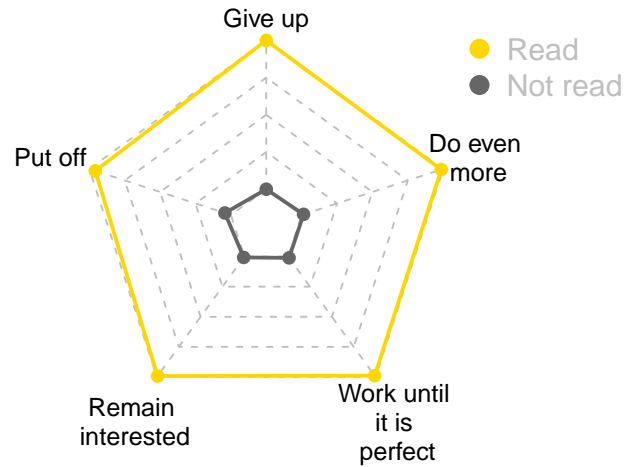 Give up
Read
Not read
Do even
more
Put off
Remain
interested
Work until
it is
perfect